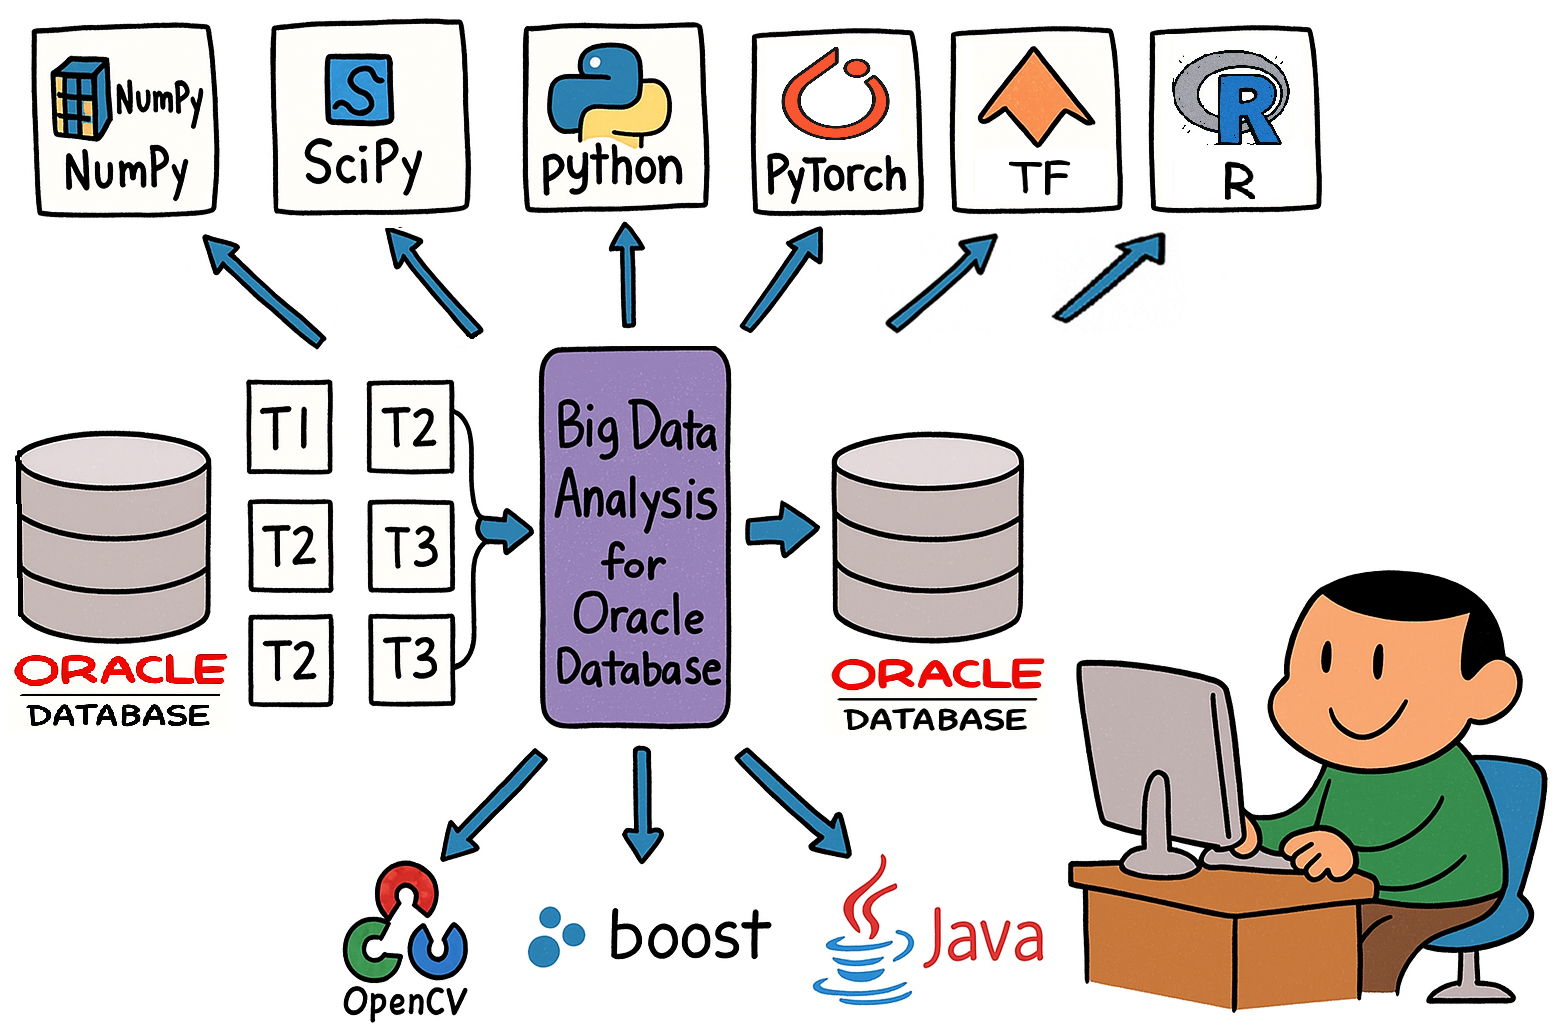 NumPy
NumPy
SciPy
python
PyTorch
TF
R
R
T1 T2
T2 T3
T2 T3
ORACLE
DATABASE
Big Data
Analysis
for
Oracle
Database
ORACLE
DATABASE
OpenCV
boost
Java